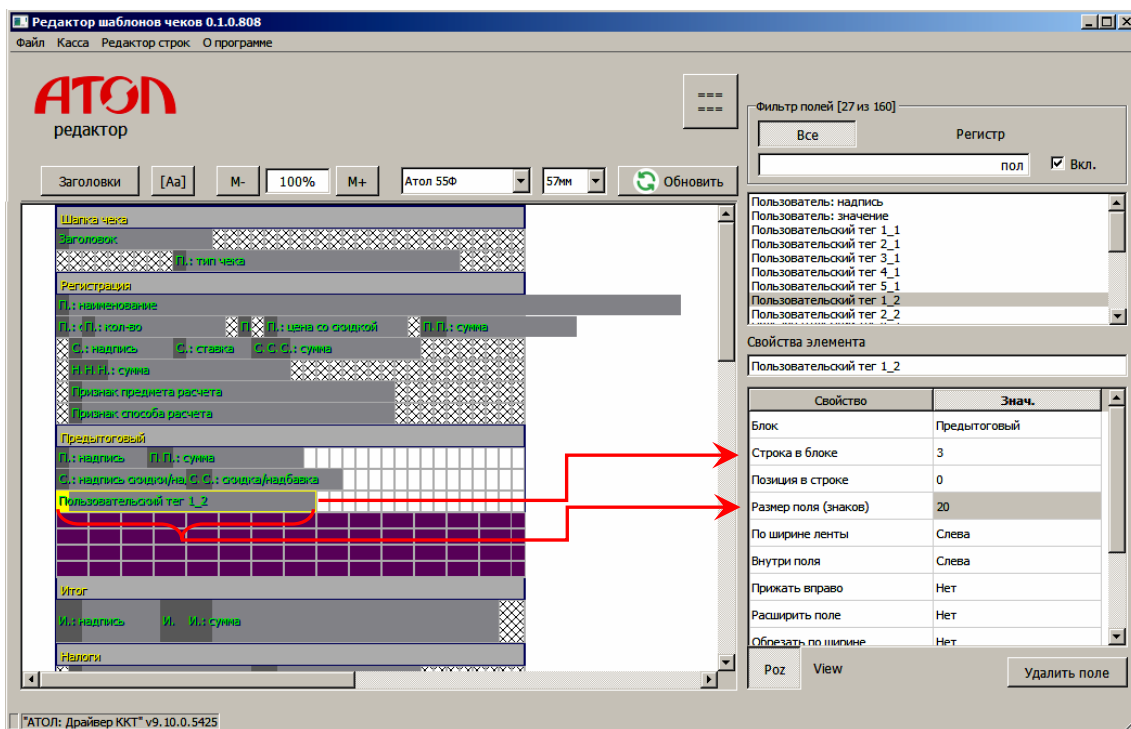 Редактор шаблонов чеков 0.1.0.808
Файл Касса Редактор строк О программе
АТОЛ
редактор
===
===
Заголовки [Aa] М- 100% М+ Атол 55Ф 57мм Обновить
Шапка чека
Заголовок
П.: тип чека
Регистрация
П.: наименование
П.: П.: кол-во П П.: цена со скидкой П П.: сумма
С.: надпись С.: ставка С С С.: сумма
Н Н Н.: сумма
Признак предмета расчета
Признак способа расчета
Предытоговый
П.: надпись П П.: сумма
С.: надпись скидки/на, С С.: скидка/надбавка
Пользовательский тег 1_2
Итог
И.: надпись И. И.: сумма
Налоги
Фильтр полей [27 из 160]
Все Регистр
пол Вкл.
Пользователь: надпись
Пользователь: значение
Пользовательский тег 1_1
Пользовательский тег 2_1
Пользовательский тег 3_1
Пользовательский тег 4_1
Пользовательский тег 5_1
Пользовательский тег 1_2
Пользовательский тег 2_2
Свойства элемента
Пользовательский тег 1_2
Свойство Знач.
Блок Предытоговый
Строка в блоке 3
Позиция в строке 0
Размер поля (знаков) 20
По ширине ленты Слева
Внутри поля Слева
Прижать вправо Нет
Расширить поле Нет
Обрезать по ширине Нет
Poz View Удалить поле
"АТОЛ: Драйвер ККТ" v9.10.0.5425